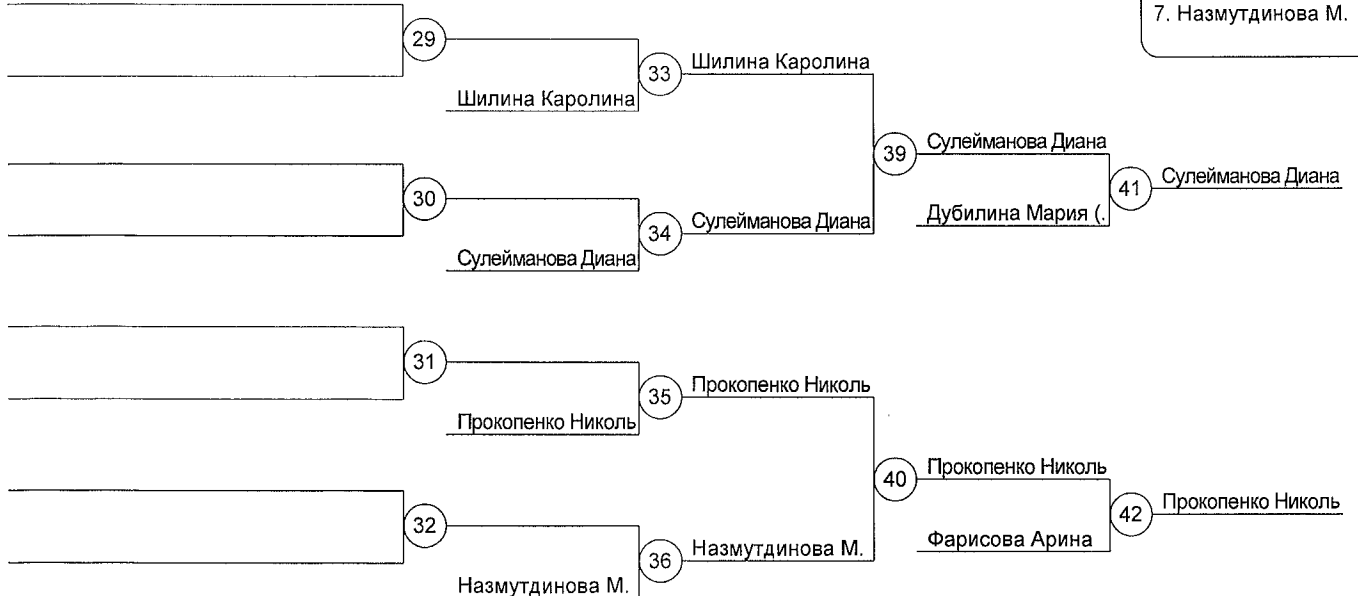 7. Назмутдинова М.
29
33
Шилина Каролина
Шилина Каролина
39
Сулейманова Диана
30
41
Сулейманова Диана
34
Сулейманова Диана
Дубилина Мария (.
Сулейманова Диана
31
35
Прокопенко Николь
Прокопенко Николь
40
Прокопенко Николь
32
42
Прокопенко Николь
36
Назмутдинова М.
Фарисова Арина
Назмутдинова М.